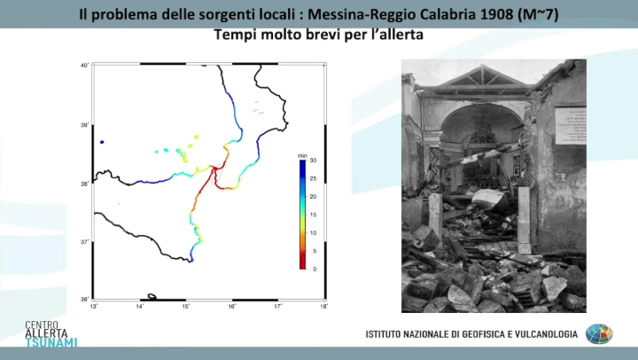 Il problema delle sorgenti locali : Messina-Reggio Calabria 1908 (M~7)
Tempi molto brevi per l'allerta
40˚
39˚
38˚
37˚
36˚
13˚ 14˚ 15˚ 16˚ 17˚ 18˚
min
30
25
20
15
10
5
0
CENTRO
ALLERTA
TSUNAMI
ISTITUTO NAZIONALE DI GEOFISICA E VULCANOLOGIA